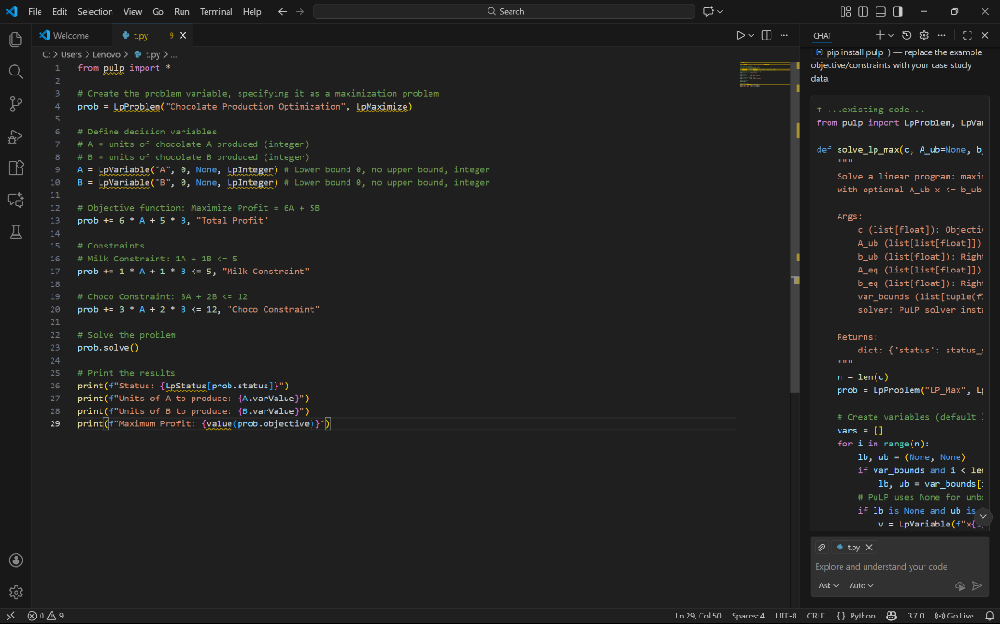 File Edit Selection View Go Run Terminal Help
Search
Welcome
t.py 9
C: > Users > Lenovo > t.py > ...
1 from pulp import *
2
3 # Create the problem variable, specifying it as a maximization problem
4 prob = LpProblem("Chocolate Production Optimization", LpMaximize)
5
6 # Define decision variables
7 # A = units of chocolate A produced (integer)
8 # B = units of chocolate B produced (integer)
9 A = LpVariable("A", 0, None, LpInteger) # Lower bound 0, no upper bound, integer
10 B = LpVariable("B", 0, None, LpInteger) # Lower bound 0, no upper bound, integer
11
12 # Objective function: Maximize Profit = 6A + 5B
13 prob += 6 * A + 5 * B, "Total Profit"
14
15 # Constraints
16 # Milk Constraint: 1A + 1B <= 5
17 prob += 1 * A + 1 * B <= 5, "Milk Constraint"
18
19 # Choco Constraint: 3A + 2B <= 12
20 prob += 3 * A + 2 * B <= 12, "Choco Constraint"
21
22 # Solve the problem
23 prob.solve()
24
25 # Print the results
26 print(f"Status: {LpStatus[prob.status]}")
27 print(f"Units of A to produce: {A.varValue}")
28 print(f"Units of B to produce: {B.varValue}")
29 print(f"Maximum Profit: {value(prob.objective)}")
CHAT
pip install pulp ) — replace the example
objective/constraints with your case study
data.
# ...existing code...
from pulp import LpProblem, LpVar
def solve_lp_max(c, A_ub=None, b_
"""
Solve a linear program: maxim
with optional A_ub x <= b_ub
Args:
c (list[float]): Objectiv
A_ub (list[list[float]])
b_ub (list[float]): Right
A_eq (list[list[float]])
b_eq (list[float]): Right
var_bounds (list[tuple(fl
solver: PuLP solver insta
Returns:
dict: {'status': status_s
"""
n = len(c)
prob = LpProblem("LP_Max", Lp
# Create variables (default l
vars = []
for i in range(n):
lb, ub = (None, None)
if var_bounds and i < len
lb, ub = var_bounds[i
# PuLP uses None for unbo
if lb is None and ub is
v = LpVariable(f"x{
t.py
Explore and understand your code
Ask Auto
0 9
Ln 29, Col 50 Spaces: 4 UTF-8 CRLF { } Python 3.7.0 Go Live